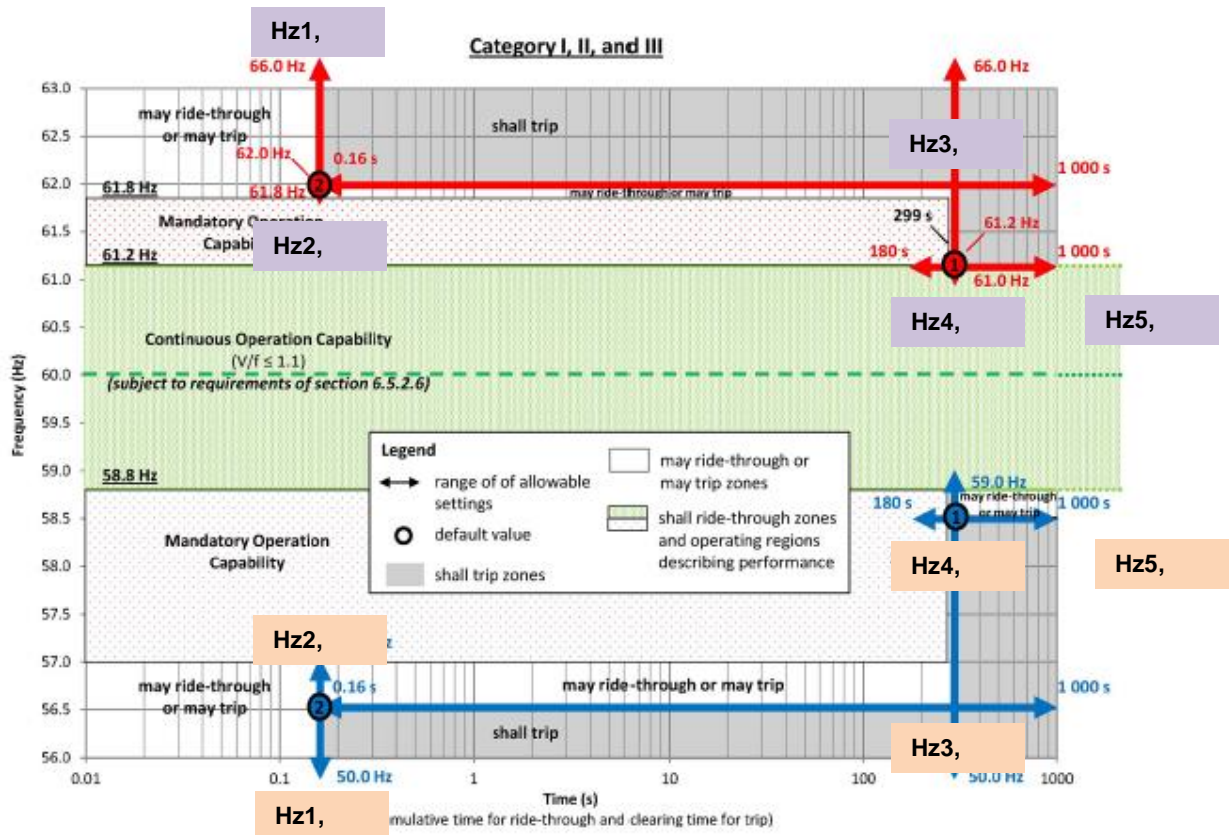 Hz1,
Category I, II, and III
66.0 Hz
66.0 Hz
63.0
may ride-through
or may trip
shall trip
62.5
Hz3,
62.0 Hz
0.16 s
1 000 s
61.8 Hz
62.0
61.8 Hz
may ride-through or may trip
Mandatory Operation
299 s
61.2 Hz
61.5
Hz2,
61.2 Hz
180 s
1 000 s
61.0
61.0 Hz
Hz4,
Hz5,
60.5
Continuous Operation Capability
(V/f ≤ 1.1)
60.0
(subject to requirements of section 6.5.2.6)
Frequency (Hz)
59.5
Legend
range of of allowable
settings
default value
shall trip zones
may ride-through or
may trip zones
shall ride-through zones
and operating regions
describing performance
59.0
58.8 Hz
59.0 Hz
may ride-through
or may trip
180 s
1
1 000 s
58.5
Mandatory Operation
Capability
58.0
Hz4,
Hz5,
57.5
Hz2,
57.0
may ride-through
or may trip
0.16 s
may ride-through or may trip
1 000 s
56.5
2
shall trip
Hz3,
56.0
50.0 Hz
50.0 Hz
0.01
0.1
1
10
100
1000
Time (s)
Hz1,
mulative time for ride-through and clearing time for trip)